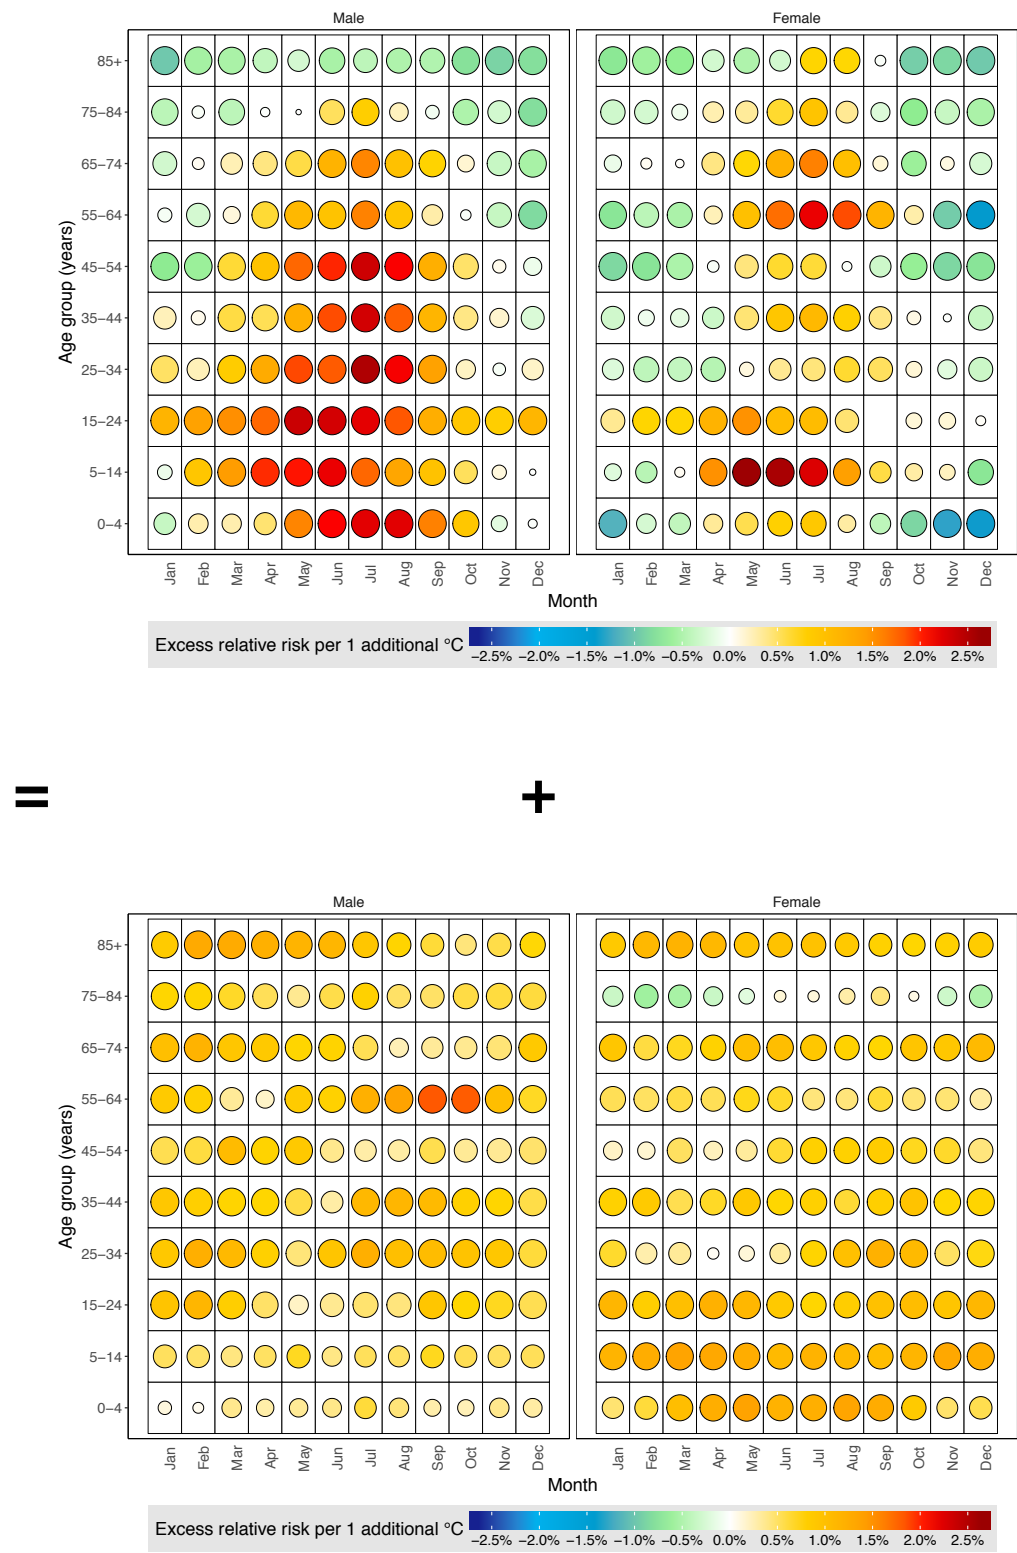 Male
Female
85+
75−84
65−74
55−64
45−54
35−44
25−34
15−24
5−14
0−4
Age group (years)
Jan Feb Mar Apr May Jun Jul Aug Sep Oct Nov Dec
Jan Feb Mar Apr May Jun Jul Aug Sep Oct Nov Dec
Month
Excess relative risk per 1 additional °C
−2.5% −2.0% −1.5% −1.0% −0.5% 0.0% 0.5% 1.0% 1.5% 2.0% 2.5%
= +
Male
Female
85+
75−84
65−74
55−64
45−54
35−44
25−34
15−24
5−14
0−4
Age group (years)
Jan Feb Mar Apr May Jun Jul Aug Sep Oct Nov Dec
Jan Feb Mar Apr May Jun Jul Aug Sep Oct Nov Dec
Month
Excess relative risk per 1 additional °C
−2.5% −2.0% −1.5% −1.0% −0.5% 0.0% 0.5% 1.0% 1.5% 2.0% 2.5%